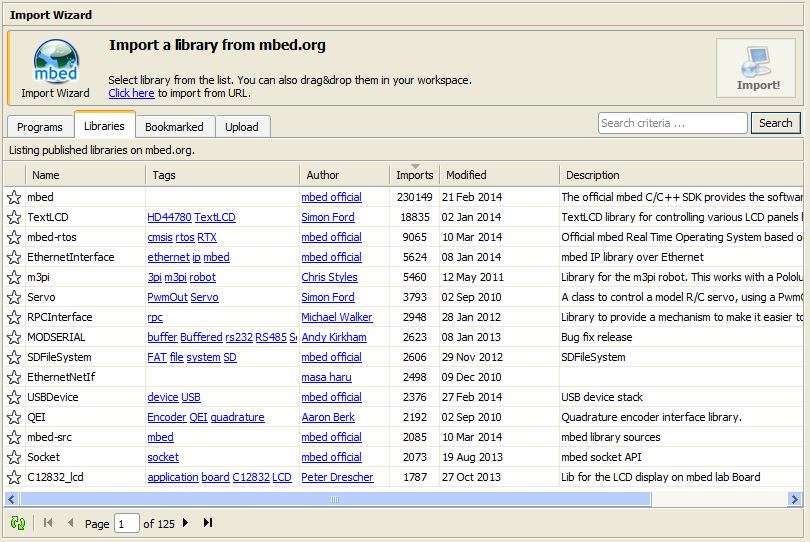 Import Wizard
Import a library from mbed.org
mbed
Import Wizard
Select library from the list. You can also drag&drop them in your workspace.
Click here to import from URL.
Import!
Programs Libraries Bookmarked Upload Search criteria ... Search
Listing published libraries on mbed.org.
Name Tags Author Imports Modified Description
mbed mbed official 230149 21 Feb 2014 The official mbed C/C++ SDK provides the softwar
TextLCD HD44780 TextLCD Simon Ford 18835 02 Jan 2014 TextLCD library for controlling various LCD panels b
mbed-rtos cmsis rtos RTX mbed official 9065 10 Mar 2014 Official mbed Real Time Operating System based o
EthernetInterface ethernet ip mbed mbed official 5624 08 Jan 2014 mbed IP library over Ethernet
m3pi 3pi m3pi robot Chris Styles 5460 12 May 2011 Library for the m3pi robot. This works with a Pololu
Servo PwmOut Servo Simon Ford 3793 02 Sep 2010 A class to control a model R/C servo, using a PwmO
RPCInterface rpc Michael Walker 2948 28 Jan 2012 Library to provide a mechanism to make it easier to
MODSERIAL buffer Buffered rs232 RS485 Se Andy Kirkham 2623 08 Jan 2013 Bug fix release
SDFileSystem FAT file system SD mbed official 2606 29 Nov 2012 SDFileSystem
EthernetNetIf masa haru 2498 09 Dec 2010
USBDevice device USB mbed official 2376 27 Feb 2014 USB device stack
QEI Encoder QEI quadrature Aaron Berk 2192 02 Sep 2010 Quadrature encoder interface library.
mbed-src mbed mbed official 2085 10 Mar 2014 mbed library sources
Socket socket mbed official 2073 19 Aug 2013 mbed socket API
C12832_lcd application board C12832 LCD Peter Drescher 1787 27 Oct 2013 Lib for the LCD display on mbed lab Board
Page 1 of 125